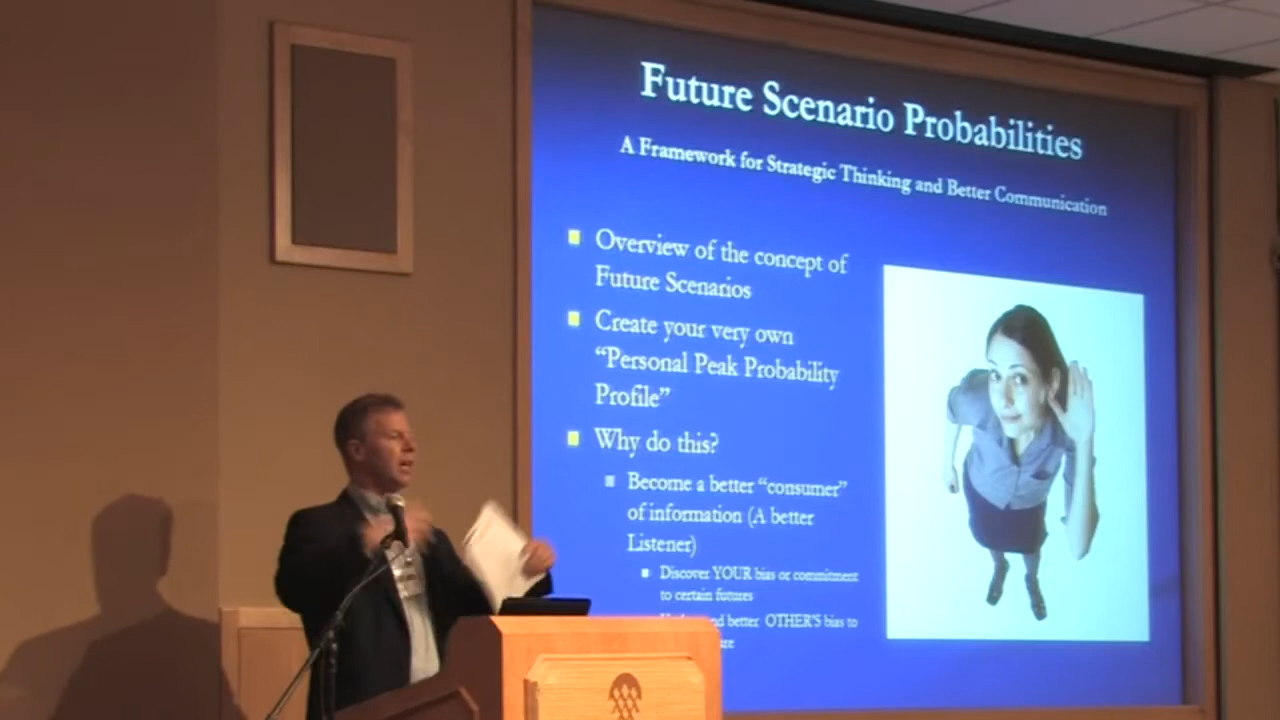 Future Scenario Probabilities
A Framework for Strategic Thinking and Better Communication
Overview of the concept of
Future Scenarios
Create your very own
“Personal Peak Probability
Profile”
Why do this?
Become a better “consumer”
of information (A better
Listener)
Discover YOUR bias or commitment
to certain futures
better OTHER'S bias to